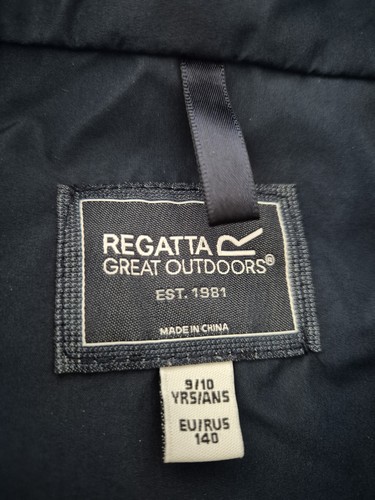 REGATTA
GREAT OUTDOORS®
EST. 1981
MADE IN CHINA
9/10
YRS/ANS
EU/RUS
140